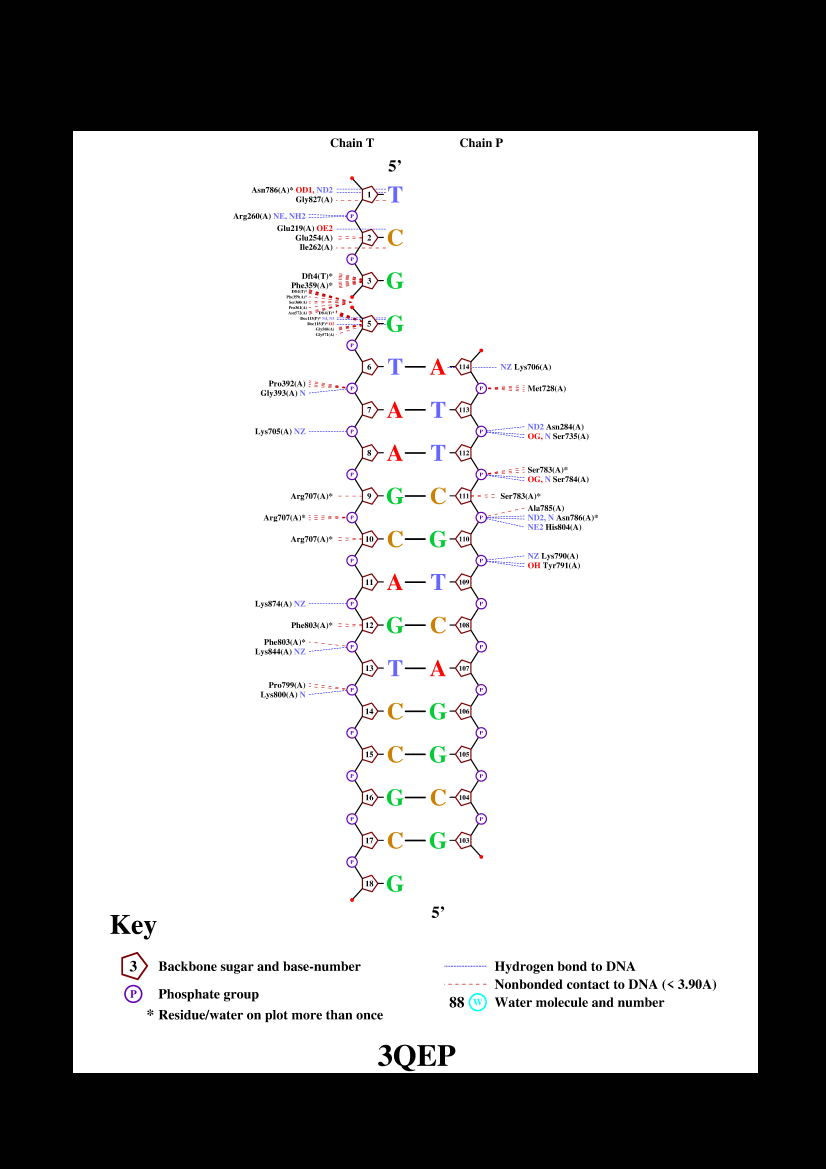 Chain T Chain P
5’
Asn786(A)* OD1, ND2 1 T
Gly827(A)
Arg260(A) NE, NH2 P
Glu219(A) OE2
Glu254(A) 2 C
Ile262(A)
P
Dft4(T)*
Phe359(A)* 3 G
Dft4(T)*
Phe359(A)*
Ser360(A)
Pro361(A)
5 G
P
6 T A 114 NZ Lys706(A)
Pro392(A) P P Met728(A)
Gly393(A) N
7 A T 113
ND2 Asn284(A)
Lys705(A) NZ P P
OG, N Ser735(A)
8 A T 112
Ser783(A)*
P P
OG, N Ser784(A)
Arg707(A)* 9 G C 111 Ser783(A)*
Ala785(A)
Arg707(A)* P P ND2, N Asn786(A)*
NE2 His804(A)
Arg707(A)* 10 C G 110
NZ Lys790(A)
P P
OH Tyr791(A)
11 A T 109
Lys874(A) NZ P P
Phe803(A)* 12 G C 108
Phe803(A)* P P
Lys844(A) NZ
13 T A 107
Pro799(A) P P
Lys800(A) N
14 C G 106
P P
15 C G 105
P P
16 G C 104
P P
17 C G 103
P
18 G
5’
Key
3 Backbone sugar and base-number
P Phosphate group
* Residue/water on plot more than once
Hydrogen bond to DNA
Nonbonded contact to DNA (< 3.90A)
88 W Water molecule and number
3QEP